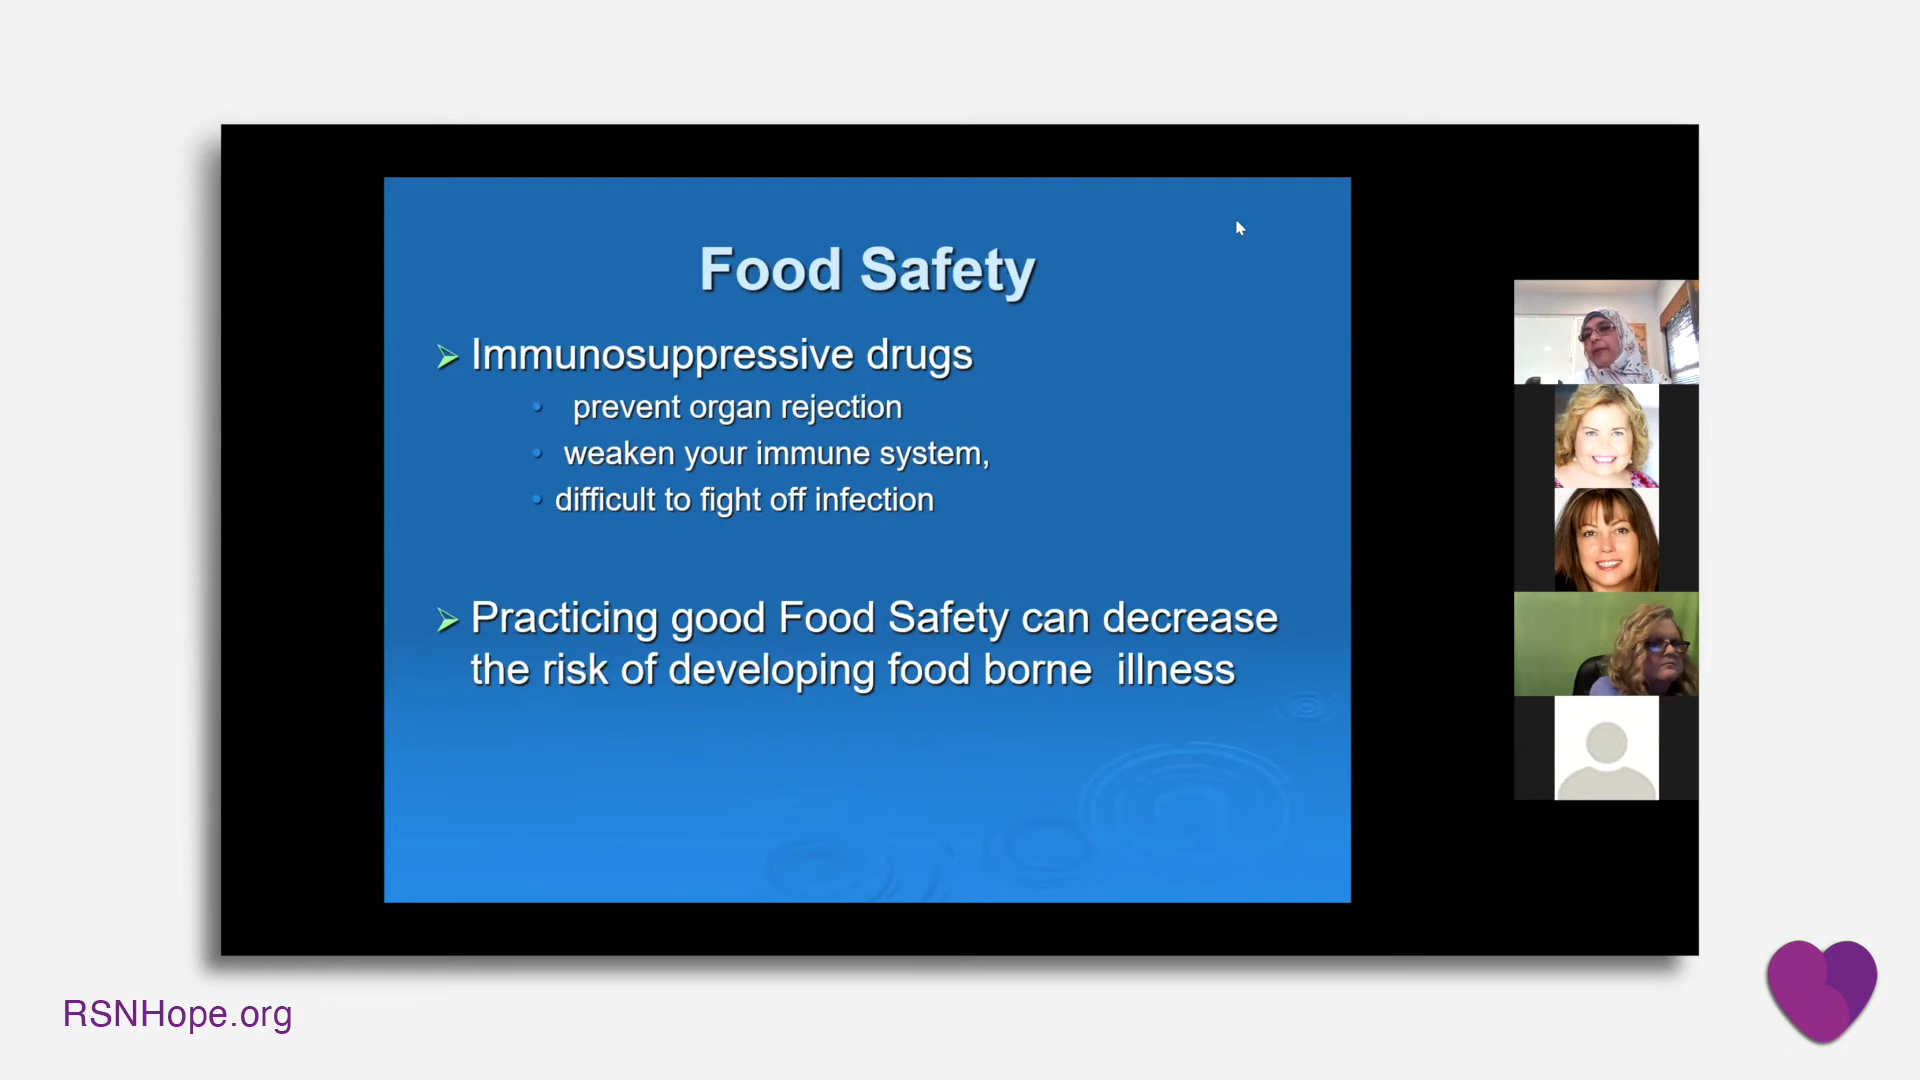 Food Safety
Immunosuppressive drugs
prevent organ rejection
weaken your immune system,
difficult to fight off infection
Practicing good Food Safety can decrease
the risk of developing food borne illness
RSNHope.org